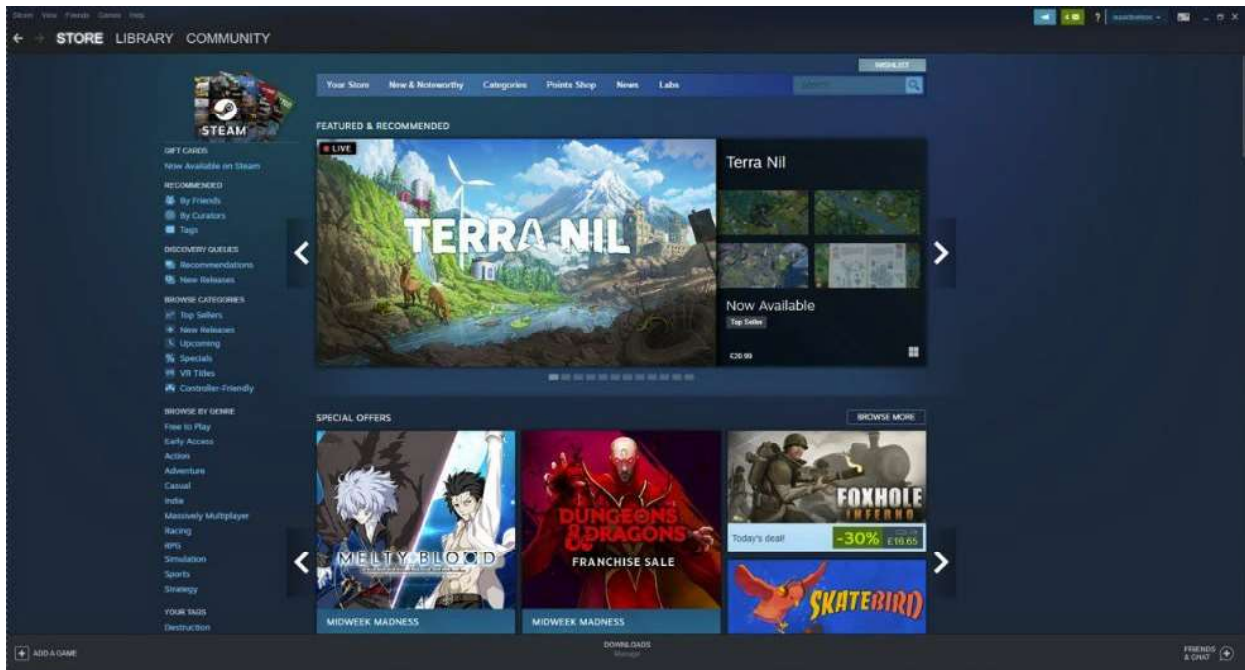 Steam View Friends Games Help
STORE LIBRARY COMMUNITY
WISHLIST
Your Store New & Noteworthy Categories Points Shop News Labs
STEAM
GIFT CARDS
Now Available on Steam
RECOMMENDED
By Friends
By Curators
Tags
DISCOVERY QUEUES
Recommendations
New Releases
BROWSE CATEGORIES
Top Sellers
New Releases
Upcoming
Specials
VR Titles
Controller-Friendly
BROWSE BY GENRE
Free to Play
Early Access
Action
Adventure
Casual
Indie
Massively Multiplayer
Racing
RPG
Simulation
Sports
Strategy
YOUR TAGS
Destruction
FEATURED & RECOMMENDED
LIVE
TERRA NIL
Terra Nil
Now Available
Top Seller
£20.99
SPECIAL OFFERS
BROWSE MORE
MELTY BLOOD
MIDWEEK MADNESS
DUNGEONS
& DRAGONS
FRANCHISE SALE
MIDWEEK MADNESS
FOXHOLE
INFERNO
Today's deal!
-30%
£16.65
SKATEBIRD
ADD A GAME
DOWNLOADS
Manage
FRIENDS
& CHAT